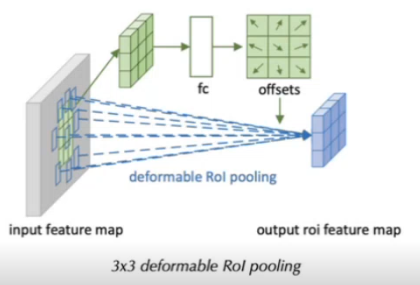 fc
offsets
deformable RoI pooling
input feature map
output roi feature map
3x3 deformable RoI pooling